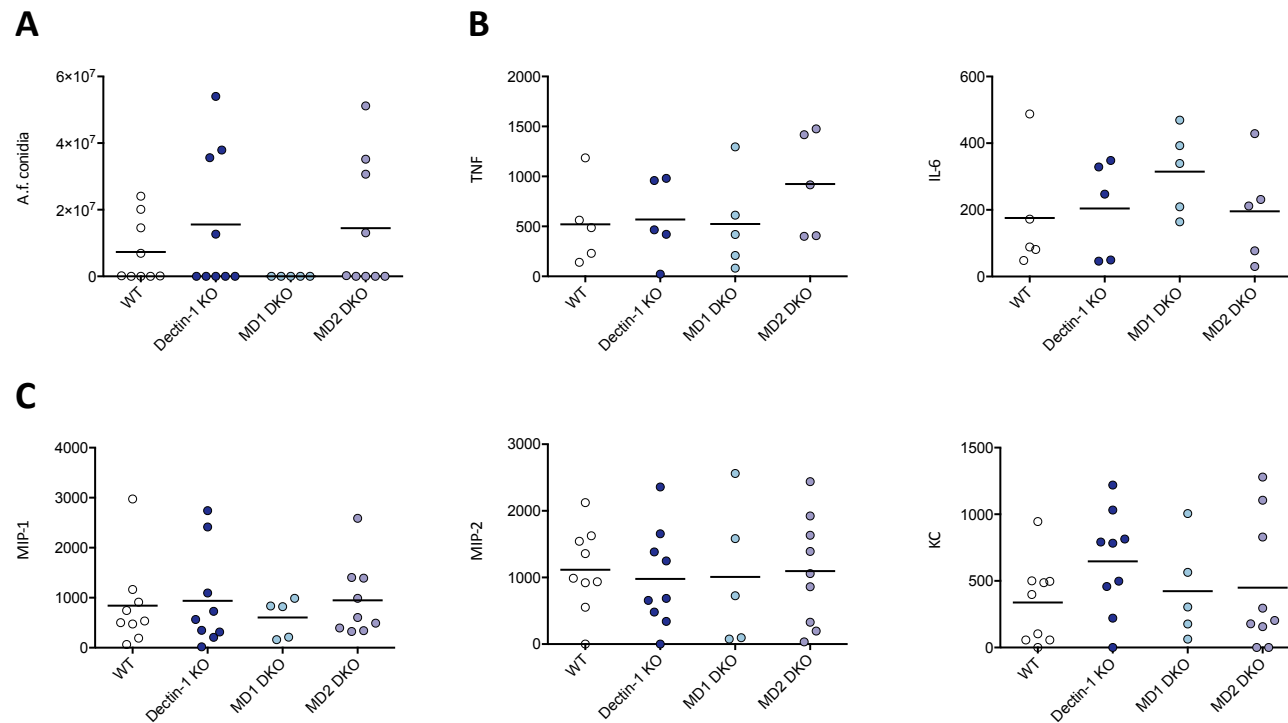 A
B
6×10⁷
4×10⁷
2×10⁷
0
A.f. conidia
WT
Dectin-1 KO
MD1 DKO
MD2 DKO
2000
1500
1000
500
0
TNF
WT
Dectin-1 KO
MD1 DKO
MD2 DKO
600
400
200
0
IL-6
WT
Dectin-1 KO
MD1 DKO
MD2 DKO
C
4000
3000
2000
1000
0
MIP-1
WT
Dectin-1 KO
MD1 DKO
MD2 DKO
3000
2000
1000
0
MIP-2
WT
Dectin-1 KO
MD1 DKO
MD2 DKO
1500
1000
500
0
KC
WT
Dectin-1 KO
MD1 DKO
MD2 DKO